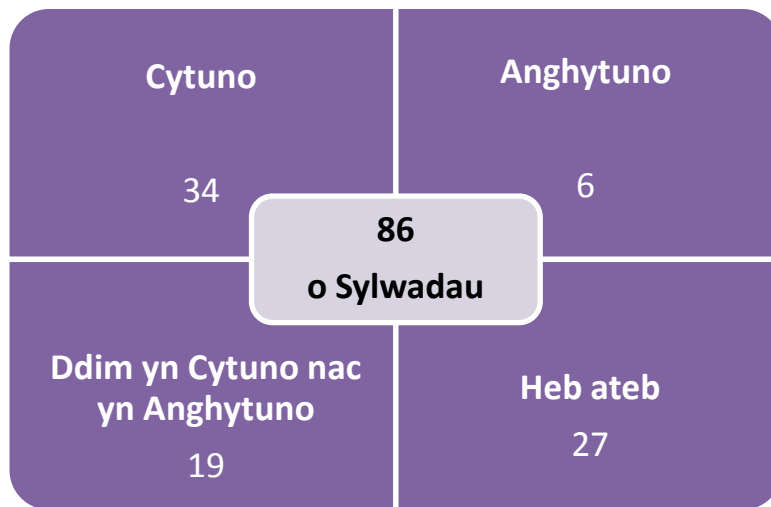 Cytuno
34
Anghytuno
6
86
o Sylwadau
Ddim yn Cytuno nac
yn Anghytuno
19
Heb ateb
27